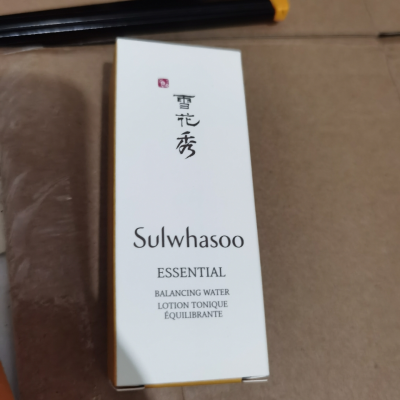 雪
花
秀
Sulwhasoo
ESSENTIAL
BALANCING WATER
LOTION TONIQUE
ÉQUILIBRANTE